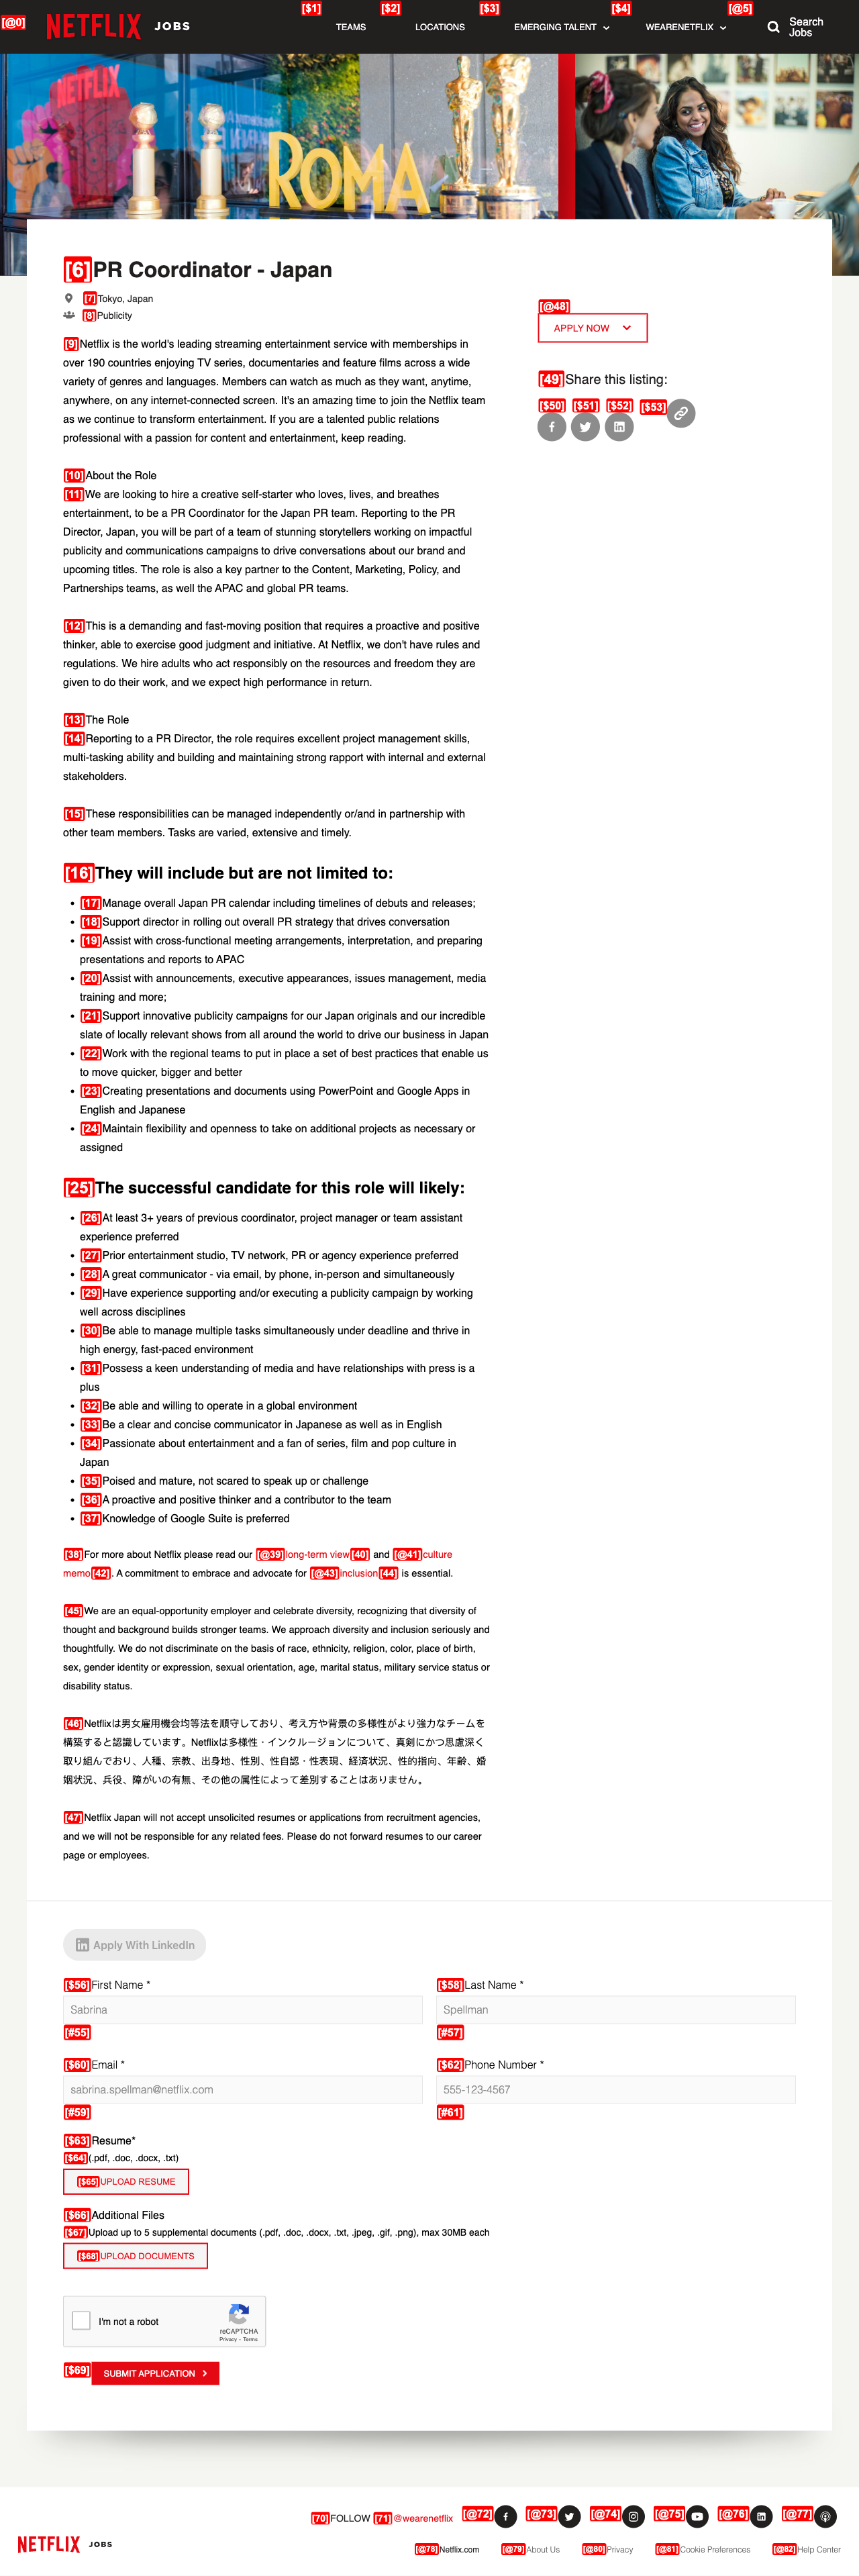 [@0] NETFLIX JOBS [$1] TEAMS [$2] LOCATIONS [$3] EMERGING TALENT [$4] WEARENETFLIX [@5] Search Jobs
NETFLIX
ROMA
[6]PR Coordinator - Japan
[7]Tokyo, Japan
[8]Publicity
[9]Netflix is the world's leading streaming entertainment service with memberships in
over 190 countries enjoying TV series, documentaries and feature films across a wide
variety of genres and languages. Members can watch as much as they want, anytime,
anywhere, on any internet-connected screen. It's an amazing time to join the Netflix team
as we continue to transform entertainment. If you are a talented public relations
professional with a passion for content and entertainment, keep reading.
[10]About the Role
[11]We are looking to hire a creative self-starter who loves, lives, and breathes
entertainment, to be a PR Coordinator for the Japan PR team. Reporting to the PR
Director, Japan, you will be part of a team of stunning storytellers working on impactful
publicity and communications campaigns to drive conversations about our brand and
upcoming titles. The role is also a key partner to the Content, Marketing, Policy, and
Partnerships teams, as well the APAC and global PR teams.
[12]This is a demanding and fast-moving position that requires a proactive and positive
thinker, able to exercise good judgment and initiative. At Netflix, we don't have rules and
regulations. We hire adults who act responsibly on the resources and freedom they are
given to do their work, and we expect high performance in return.
[13]The Role
[14]Reporting to a PR Director, the role requires excellent project management skills,
multi-tasking ability and building and maintaining strong rapport with internal and external
stakeholders.
[15]These responsibilities can be managed independently or/and in partnership with
other team members. Tasks are varied, extensive and timely.
[16]They will include but are not limited to:
• [17]Manage overall Japan PR calendar including timelines of debuts and releases;
• [18]Support director in rolling out overall PR strategy that drives conversation
• [19]Assist with cross-functional meeting arrangements, interpretation, and preparing
presentations and reports to APAC
• [20]Assist with announcements, executive appearances, issues management, media
training and more;
• [21]Support innovative publicity campaigns for our Japan originals and our incredible
slate of locally relevant shows from all around the world to drive our business in Japan
• [22]Work with the regional teams to put in place a set of best practices that enable us
to move quicker, bigger and better
• [23]Creating presentations and documents using PowerPoint and Google Apps in
English and Japanese
• [24]Maintain flexibility and openness to take on additional projects as necessary or
assigned
[25]The successful candidate for this role will likely:
• [26]At least 3+ years of previous coordinator, project manager or team assistant
experience preferred
• [27]Prior entertainment studio, TV network, PR or agency experience preferred
• [28]A great communicator - via email, by phone, in-person and simultaneously
• [29]Have experience supporting and/or executing a publicity campaign by working
well across disciplines
• [30]Be able to manage multiple tasks simultaneously under deadline and thrive in
high energy, fast-paced environment
• [31]Possess a keen understanding of media and have relationships with press is a
plus
• [32]Be able and willing to operate in a global environment
• [33]Be a clear and concise communicator in Japanese as well as in English
• [34]Passionate about entertainment and a fan of series, film and pop culture in
Japan
• [35]Poised and mature, not scared to speak up or challenge
• [36]A proactive and positive thinker and a contributor to the team
• [37]Knowledge of Google Suite is preferred
[38]For more about Netflix please read our [@39]long-term view[40] and [@41]culture
memo[42]. A commitment to embrace and advocate for [@43]inclusion[44] is essential.
[45]We are an equal-opportunity employer and celebrate diversity, recognizing that diversity of
thought and background builds stronger teams. We approach diversity and inclusion seriously and
thoughtfully. We do not discriminate on the basis of race, ethnicity, religion, color, place of birth,
sex, gender identity or expression, sexual orientation, age, marital status, military service status or
disability status.
[46]Netflixは男女雇用機会均等法を順守しており、考え方や背景の多様性がより強力なチームを
構築すると認識しています。Netflixは多様性・インクルージョンについて、真剣にかつ思慮深く
取り組んでおり、人種、宗教、出身地、性別、性自認・性表現、経済状況、性的指向、年齢、婚
姻状況、兵役、障がいの有無、その他の属性によって差別することはありません。
[47]Netflix Japan will not accept unsolicited resumes or applications from recruitment agencies,
and we will not be responsible for any related fees. Please do not forward resumes to our career
page or employees.
[@48]
APPLY NOW
[49]Share this listing:
[$50] [$51] [$52] [$53]
Apply With LinkedIn
[$56]First Name * [$58]Last Name *
Sabrina Spellman
[#55] [#57]
[$60]Email * [$62]Phone Number *
sabrina.spellman@netflix.com 555-123-4567
[#59] [#61]
[$63]Resume*
[$64](.pdf, .doc, .docx, .txt)
[$65]UPLOAD RESUME
[$66]Additional Files
[$67]Upload up to 5 supplemental documents (.pdf, .doc, .docx, .txt, .jpeg, .gif, .png), max 30MB each
[$68]UPLOAD DOCUMENTS
I'm not a robot
reCAPTCHA
Privacy - Terms
[$69] SUBMIT APPLICATION
[70]FOLLOW [71]@wearenetflix [@72] [@73] [@74] [@75] [@76] [@77]
NETFLIX JOBS
[@78]Netflix.com [@79]About Us [@80]Privacy [@81]Cookie Preferences [@82]Help Center